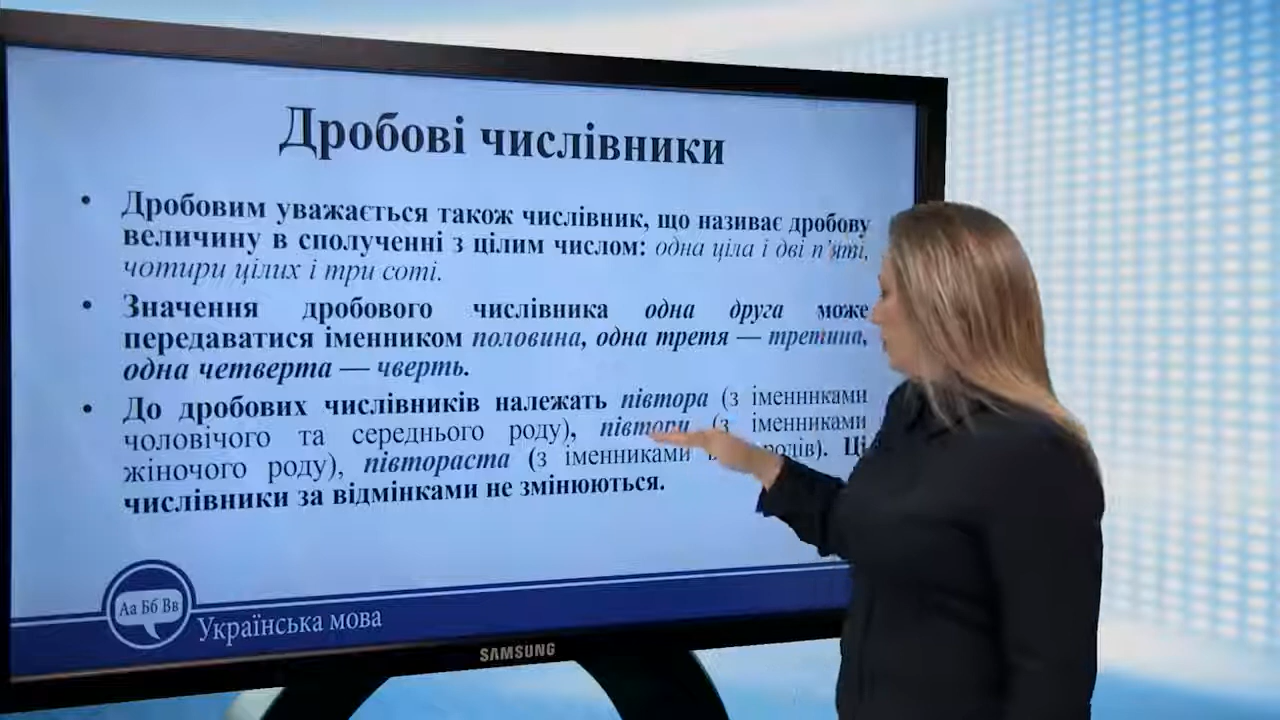 Дробові числівники
• Дробовим уважається також числівник, що називає дробову
величину в сполученні з цілим числом: одна ціла і дві п'яті,
чотири цілих і три соті.
• Значення дробового числівника одна друга може
передаватися іменником половина, одна третя — третина,
одна четверта — чверть.
• До дробових числівників належать півтора (з іменниками
чоловічого та середнього роду), півтори (з іменниками
жіночого роду), півтораста (з іменниками родів). Ці
числівники за відмінками не змінюються.
Аа Бб Вв
Українська мова
SAMSUNG